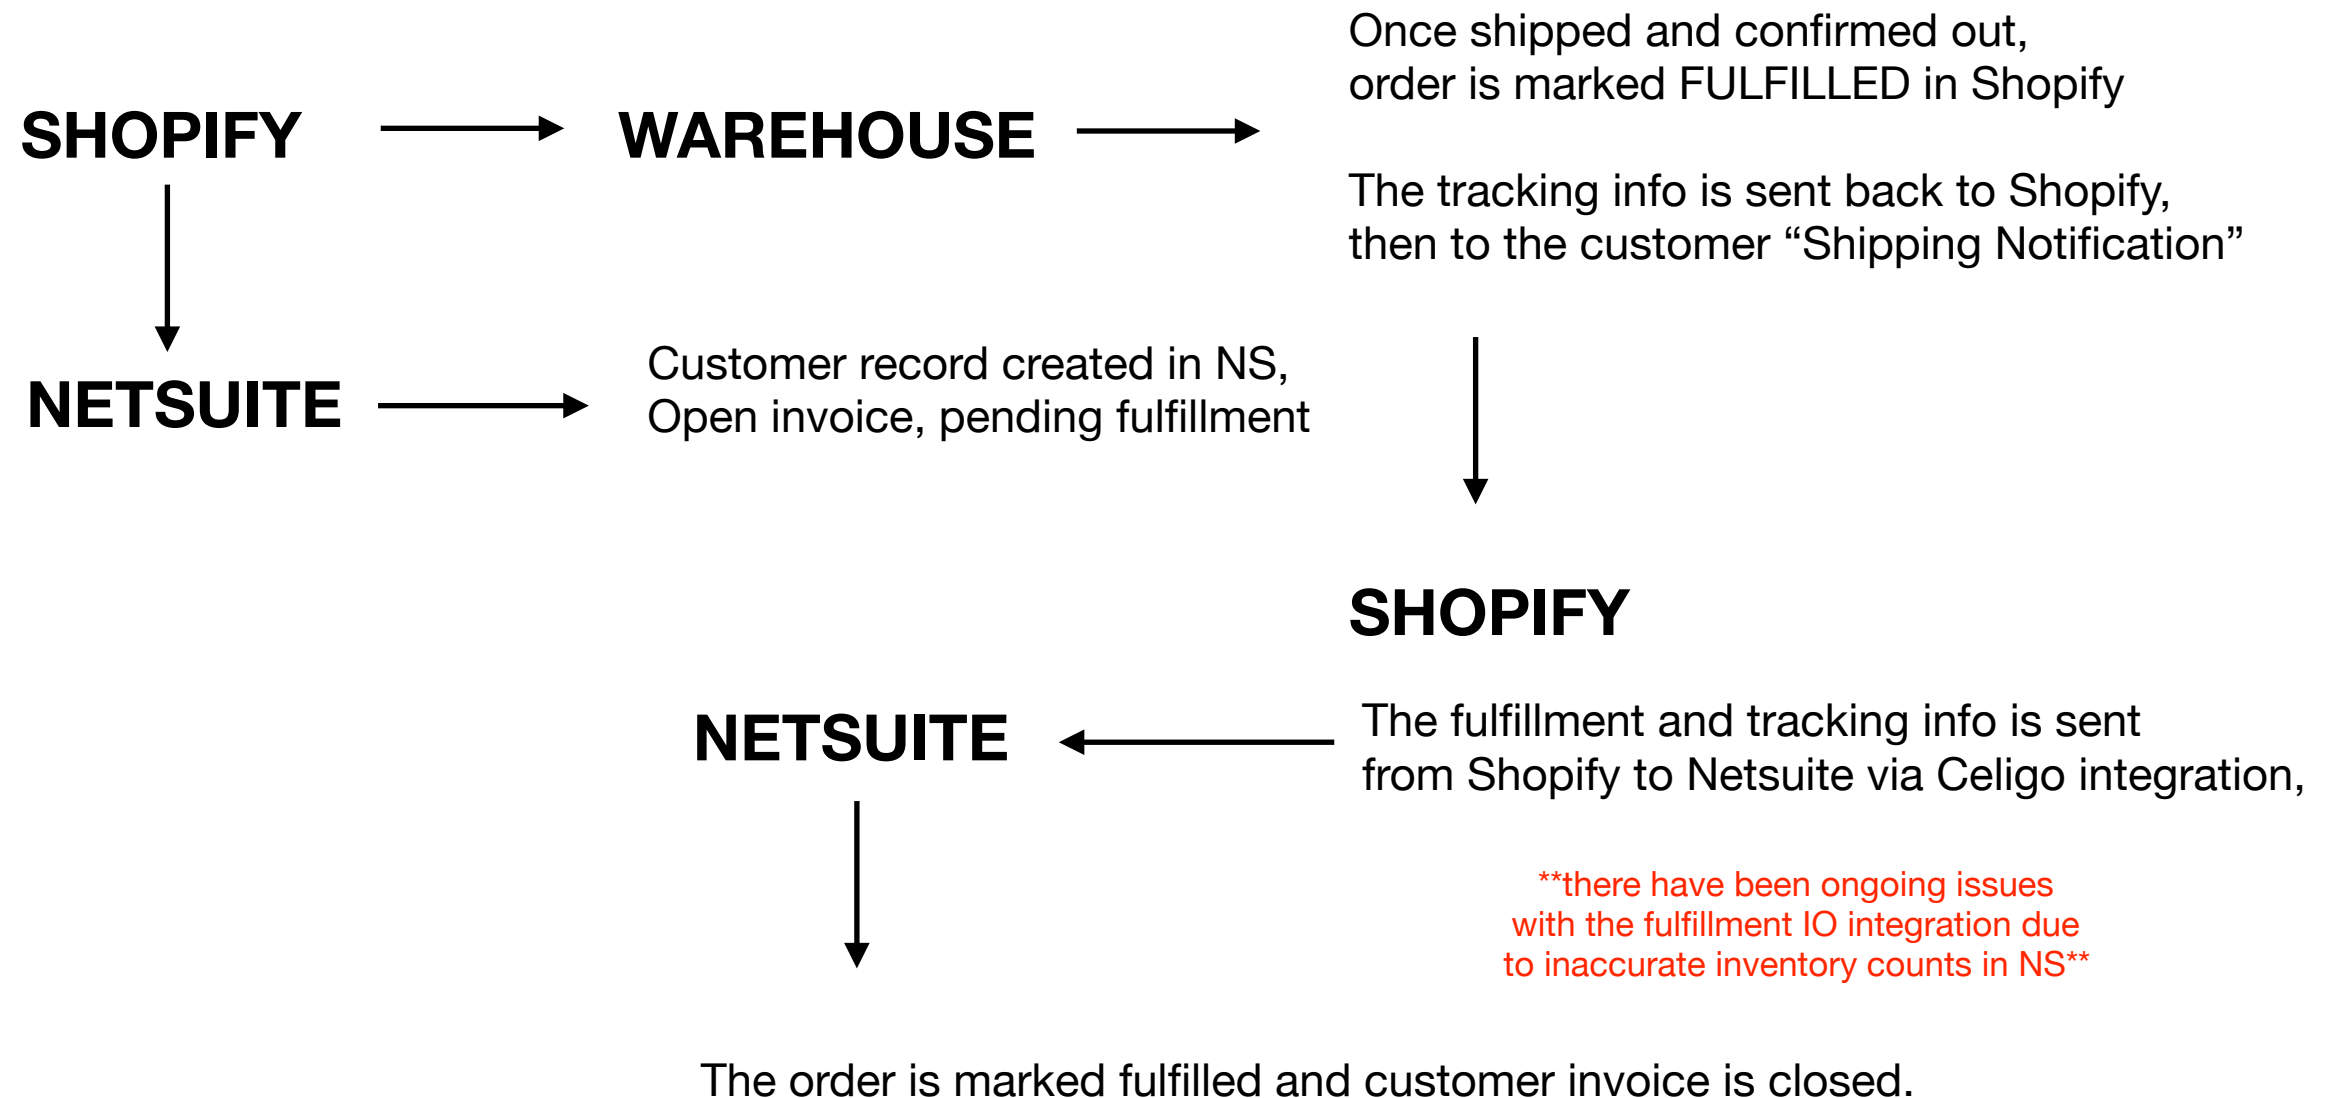 Once shipped and confirmed out,
order is marked FULFILLED in Shopify
SHOPIFY
WAREHOUSE
The tracking info is sent back to Shopify,
then to the customer “Shipping Notification”
Customer record created in NS,
Open invoice, pending fulfillment
NETSUITE
SHOPIFY
The fulfillment and tracking info is sent
from Shopify to Netsuite via Celigo integration,
NETSUITE
**there have been ongoing issues
with the fulfillment IO integration due
to inaccurate inventory counts in NS**
The order is marked fulfilled and customer invoice is closed.